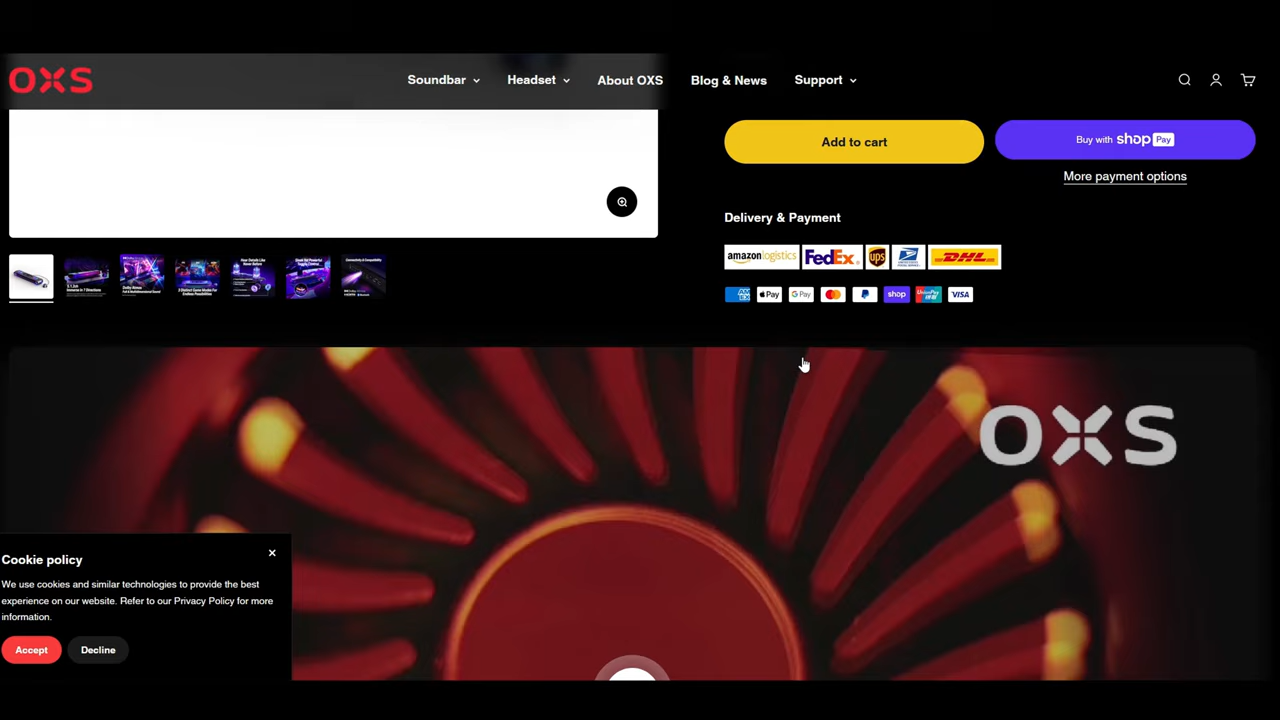 OXS
Soundbar
Headset
About OXS
Blog & News
Support
Add to cart
Buy with shop Pay
More payment options
Delivery & Payment
amazon logistics
FedEx
ups
DHL
Apple Pay
G Pay
shop
UnionPay
VISA
OXS
Cookie policy
We use cookies and similar technologies to provide the best
experience on our website. Refer to our Privacy Policy for more
information.
Accept
Decline